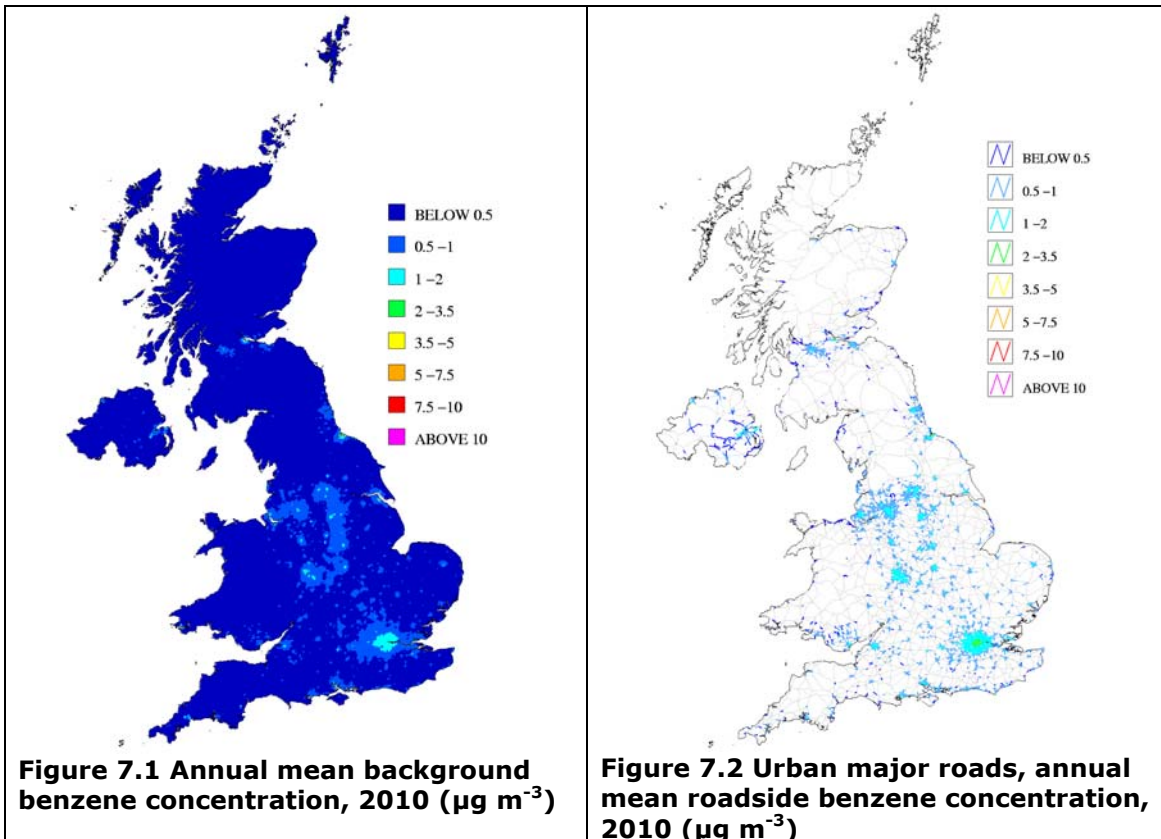 BELOW 0.5
0.5 –1
1 –2
2 –3.5
3.5 –5
5 –7.5
7.5 –10
ABOVE 10
Figure 7.1 Annual mean background
benzene concentration, 2010 (µg m⁻³)
BELOW 0.5
0.5 –1
1 –2
2 –3.5
3.5 –5
5 –7.5
7.5 –10
ABOVE 10
Figure 7.2 Urban major roads, annual
mean roadside benzene concentration,
2010 (µg m⁻³)